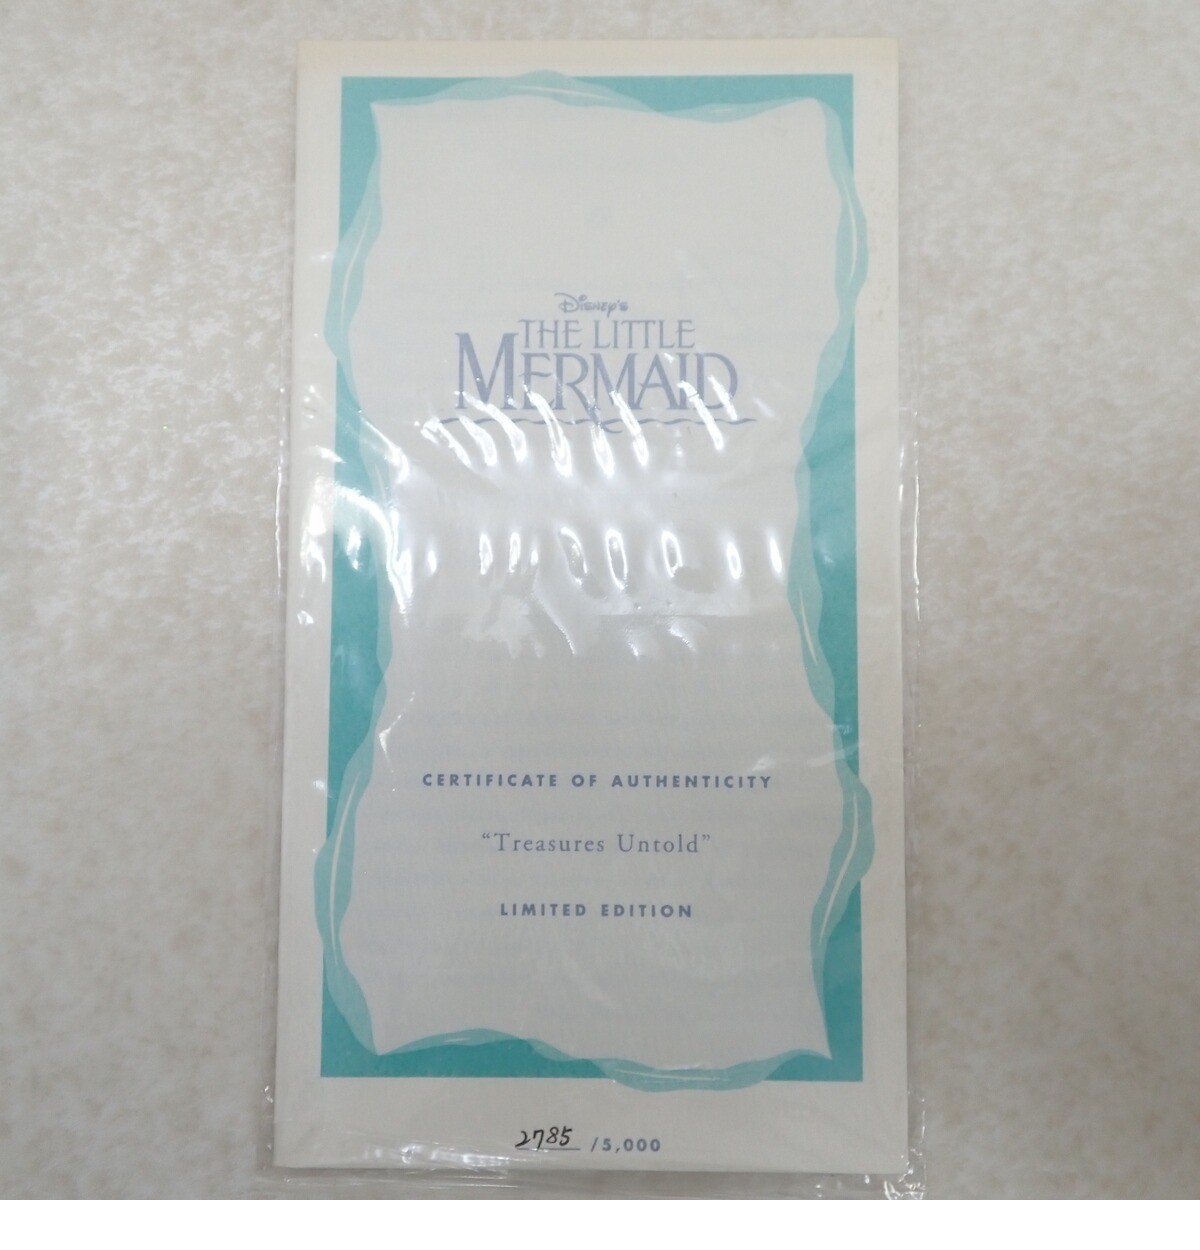 Disney's
THE LITTLE
MERMAID
CERTIFICATE OF AUTHENTICITY
“Treasures Untold”
LIMITED EDITION
2785 /5,000